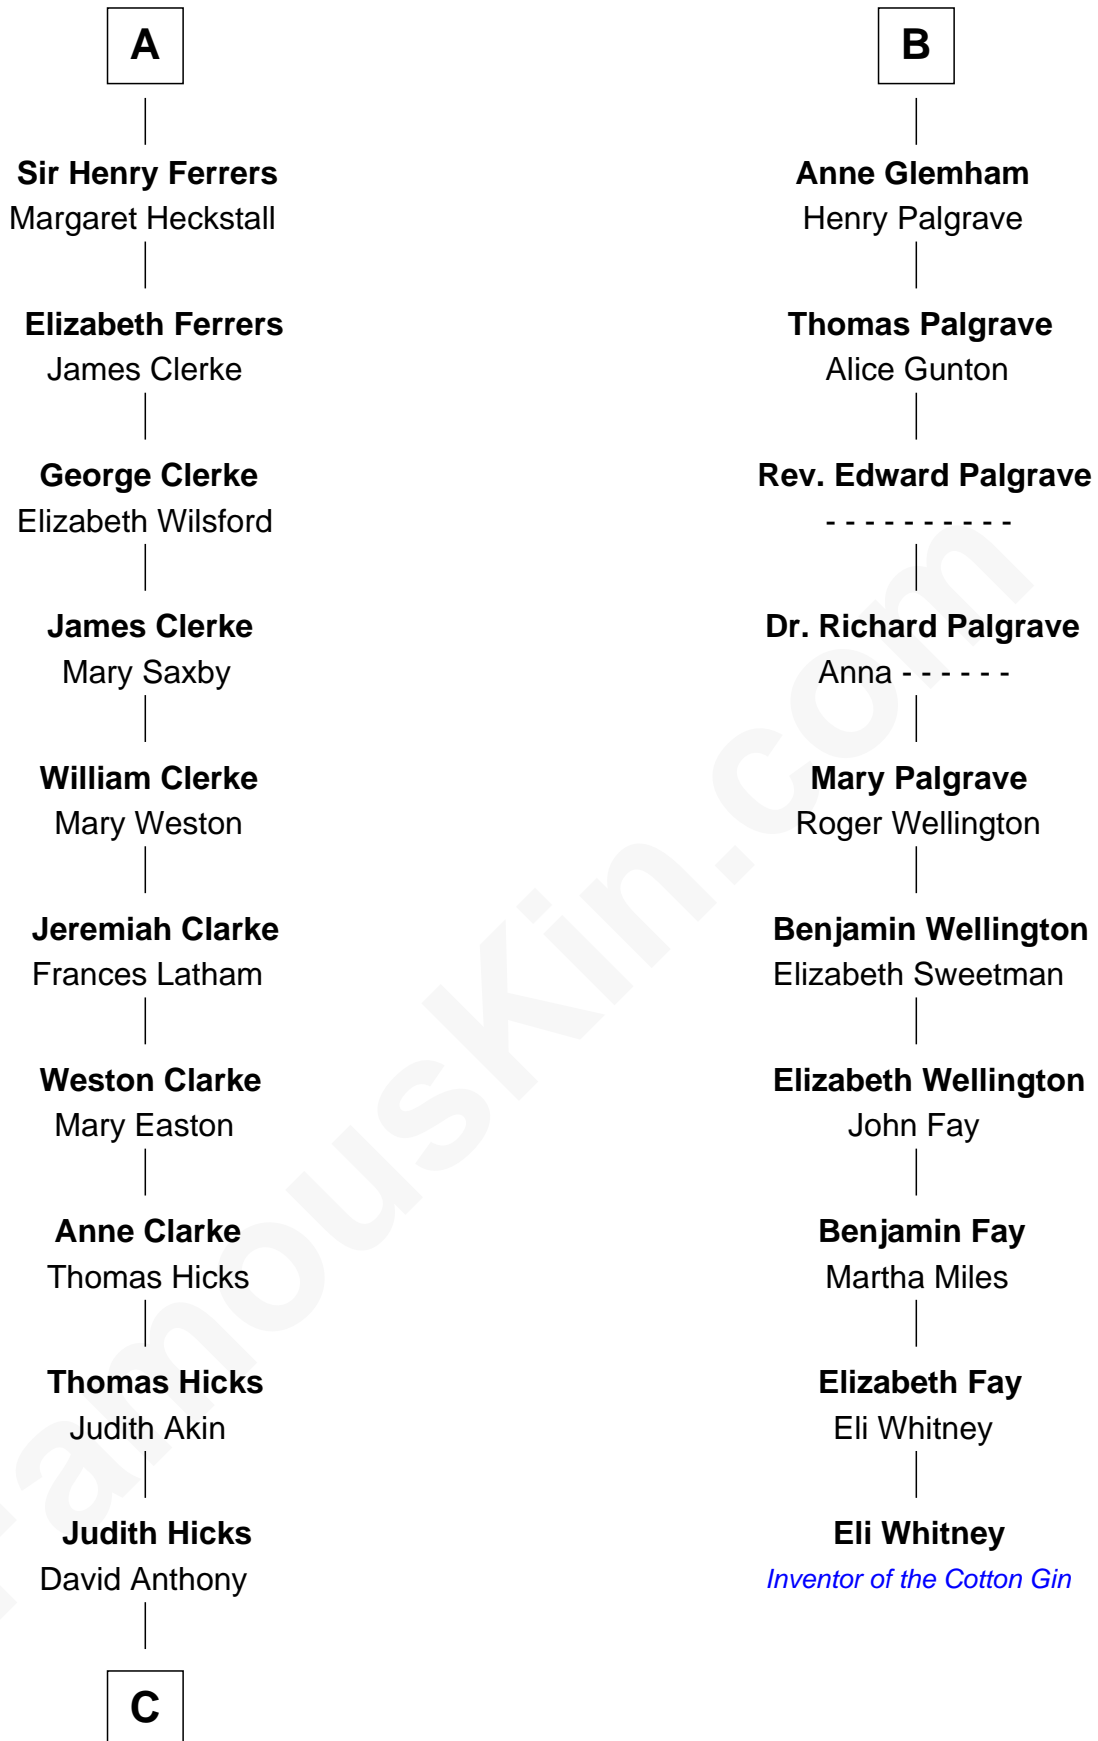 A
Sir Henry Ferrers
Margaret Heckstall
Elizabeth Ferrers
James Clerke
George Clerke
Elizabeth Wilsford
James Clerke
Mary Saxby
William Clerke
Mary Weston
Jeremiah Clarke
Frances Latham
Weston Clarke
Mary Easton
Anne Clarke
Thomas Hicks
Thomas Hicks
Judith Akin
Judith Hicks
David Anthony
C
B
Anne Glemham
Henry Palgrave
Thomas Palgrave
Alice Gunton
Rev. Edward Palgrave
- - - - - - - - - -
Dr. Richard Palgrave
Anna - - - - - -
Mary Palgrave
Roger Wellington
Benjamin Wellington
Elizabeth Sweetman
Elizabeth Wellington
John Fay
Benjamin Fay
Martha Miles
Elizabeth Fay
Eli Whitney
Eli Whitney
Inventor of the Cotton Gin
FamousKin.com